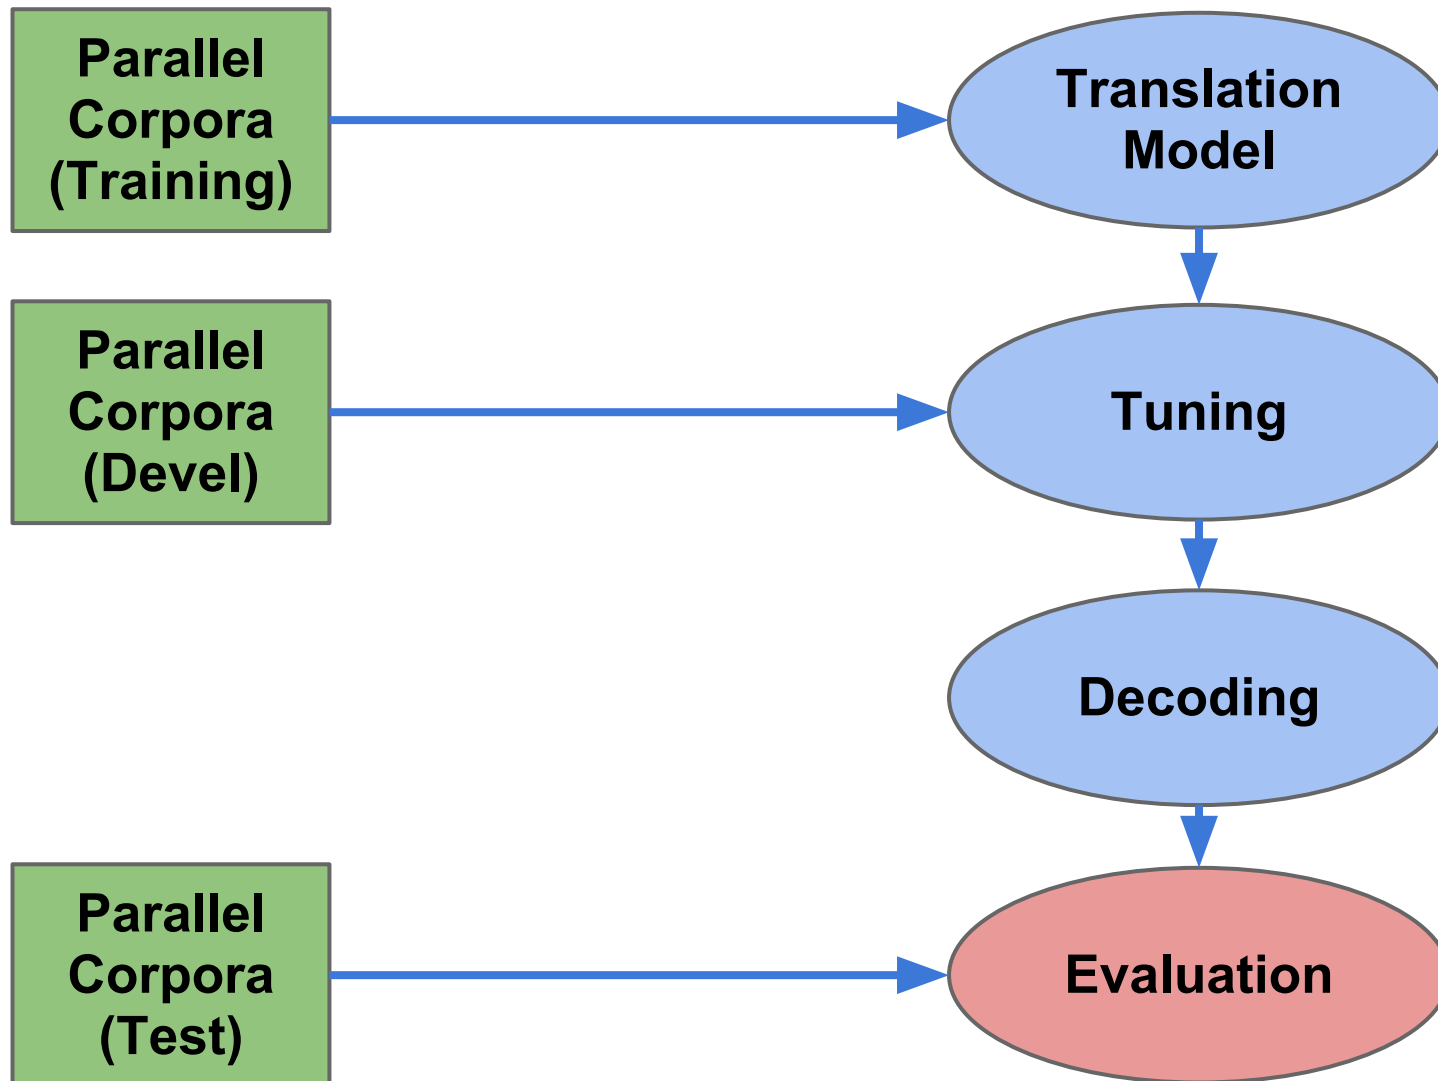 Parallel
Corpora
(Training)
Translation
Model
Parallel
Corpora
(Devel)
Tuning
Decoding
Parallel
Corpora
(Test)
Evaluation